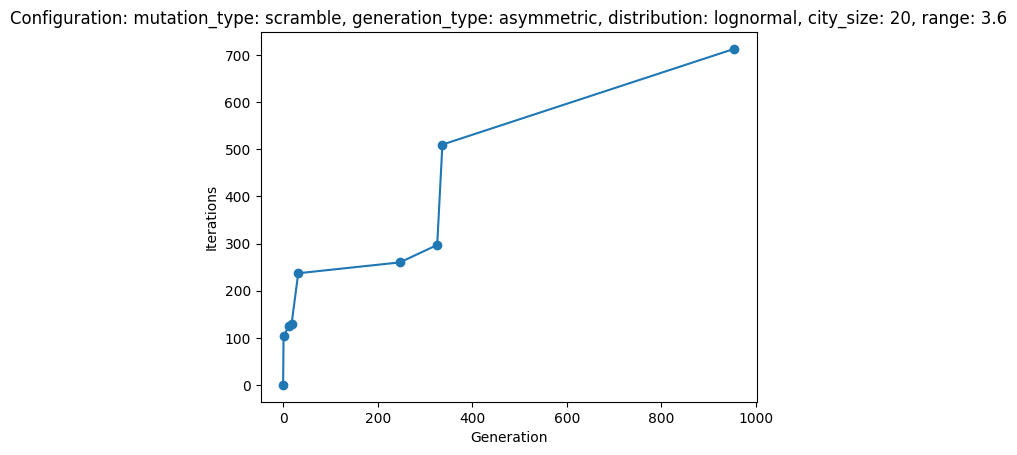 Configuration: mutation_type: scramble, generation_type: asymmetric, distribution: lognormal, city_size: 20, range: 3.6
700
600
500
400
300
200
100
0
Iterations
0 200 400 600 800 1000
Generation